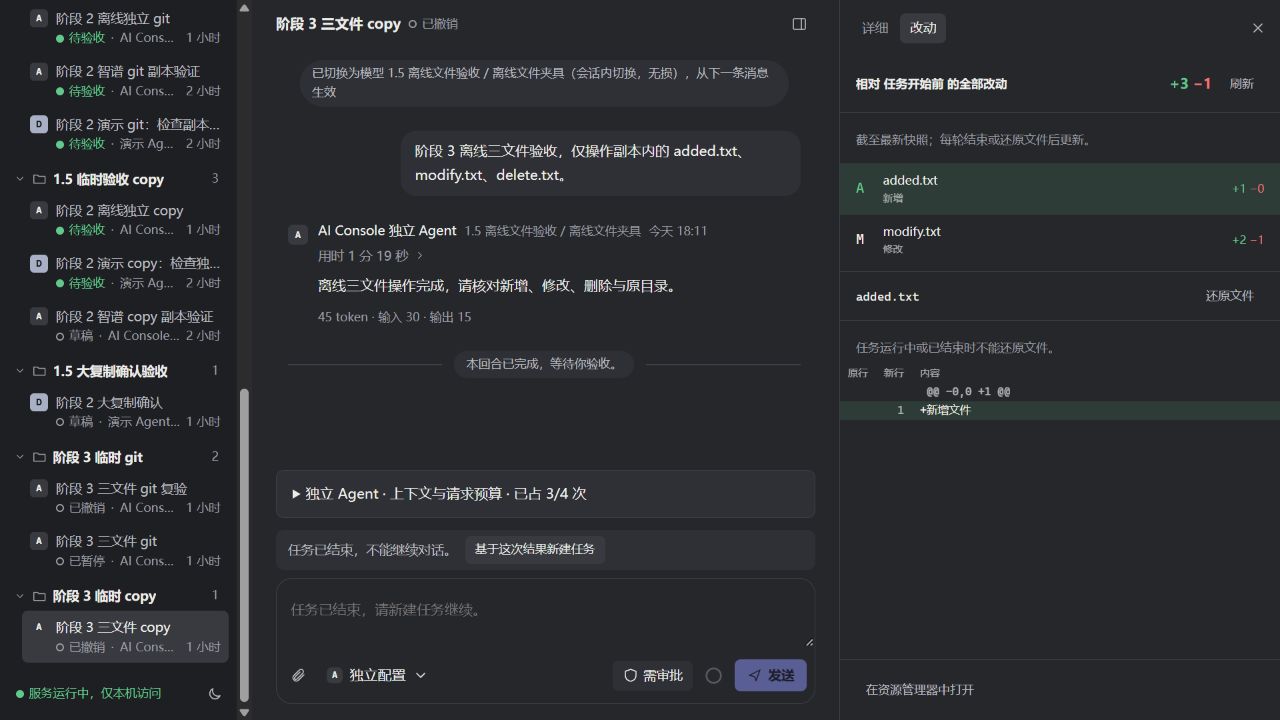 A 阶段 2 离线独立 git
待验收 · AI Cons... 1 小时
A 阶段 2 智谱 git 副本验证
待验收 · AI Cons... 2 小时
D 阶段 2 演示 git：检查副本...
待验收 · 演示 Ag... 2 小时
1.5 临时验收 copy 3
A 阶段 2 离线独立 copy
待验收 · AI Cons... 1 小时
D 阶段 2 演示 copy：检查独...
待验收 · 演示 Ag... 2 小时
A 阶段 2 智谱 copy 副本验证
草稿 · AI Console... 2 小时
1.5 大复制确认验收 1
D 阶段 2 大复制确认
草稿 · 演示 Agent... 1 小时
阶段 3 临时 git 2
A 阶段 3 三文件 git 复验
已撤销 · AI Cons... 1 小时
A 阶段 3 三文件 git
已暂停 · AI Cons... 1 小时
阶段 3 临时 copy 1
A 阶段 3 三文件 copy
已撤销 · AI Cons... 1 小时
服务运行中，仅本机访问
阶段 3 三文件 copy 已撤销
已切换为模型 1.5 离线文件验收 / 离线文件夹具（会话内切换，无损），从下一条消息
生效
阶段 3 离线三文件验收，仅操作副本内的 added.txt、
modify.txt、delete.txt。
A AI Console 独立 Agent 1.5 离线文件验收 / 离线文件夹具 今天 18:11
用时 1 分 19 秒
离线三文件操作完成，请核对新增、修改、删除与原目录。
45 token · 输入 30 · 输出 15
本回合已完成，等待你验收。
独立 Agent · 上下文与请求预算 · 已占 3/4 次
任务已结束，不能继续对话。 基于这次结果新建任务
任务已结束，请新建任务继续。
A 独立配置 需审批 发送
详细 改动
相对 任务开始前 的全部改动 +3 −1 刷新
截至最新快照；每轮结束或还原文件后更新。
A added.txt +1 −0
新增
M modify.txt +2 −1
修改
added.txt 还原文件
任务运行中或已结束时不能还原文件。
原行 新行 内容
@@ -0,0 +1 @@
1 +新增文件
在资源管理器中打开